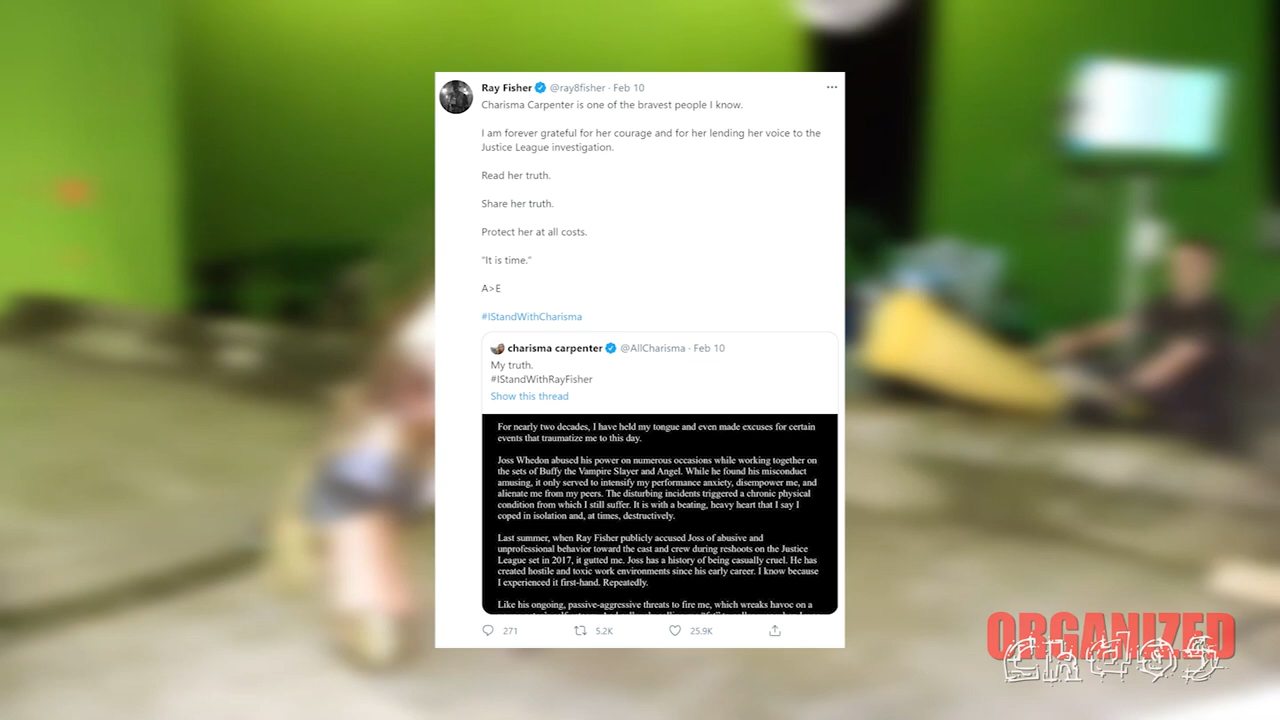 Ray Fisher @ray8fisher · Feb 10
Charisma Carpenter is one of the bravest people I know.
I am forever grateful for her courage and for her lending her voice to the
Justice League investigation.
Read her truth.
Share her truth.
Protect her at all costs.
“It is time.”
A>E
#IStandWithCharisma
charisma carpenter @AllCharisma · Feb 10
My truth.
#IStandWithRayFisher
Show this thread
For nearly two decades, I have held my tongue and even made excuses for certain
events that traumatize me to this day.
Joss Whedon abused his power on numerous occasions while working together on
the sets of Buffy the Vampire Slayer and Angel. While he found his misconduct
amusing, it only served to intensify my performance anxiety, disempower me, and
alienate me from my peers. The disturbing incidents triggered a chronic physical
condition from which I still suffer. It is with a beating, heavy heart that I say I
coped in isolation and, at times, destructively.
Last summer, when Ray Fisher publicly accused Joss of abusive and
unprofessional behavior toward the cast and crew during reshoots on the Justice
League set in 2017, it gutted me. Joss has a history of being casually cruel. He has
created hostile and toxic work environments since his early career. I know because
I experienced it first-hand. Repeatedly.
Like his ongoing, passive-aggressive threats to fire me, which wreaks havoc on a
271 5.2K 25.9K
ORGANIZED
CHAOS